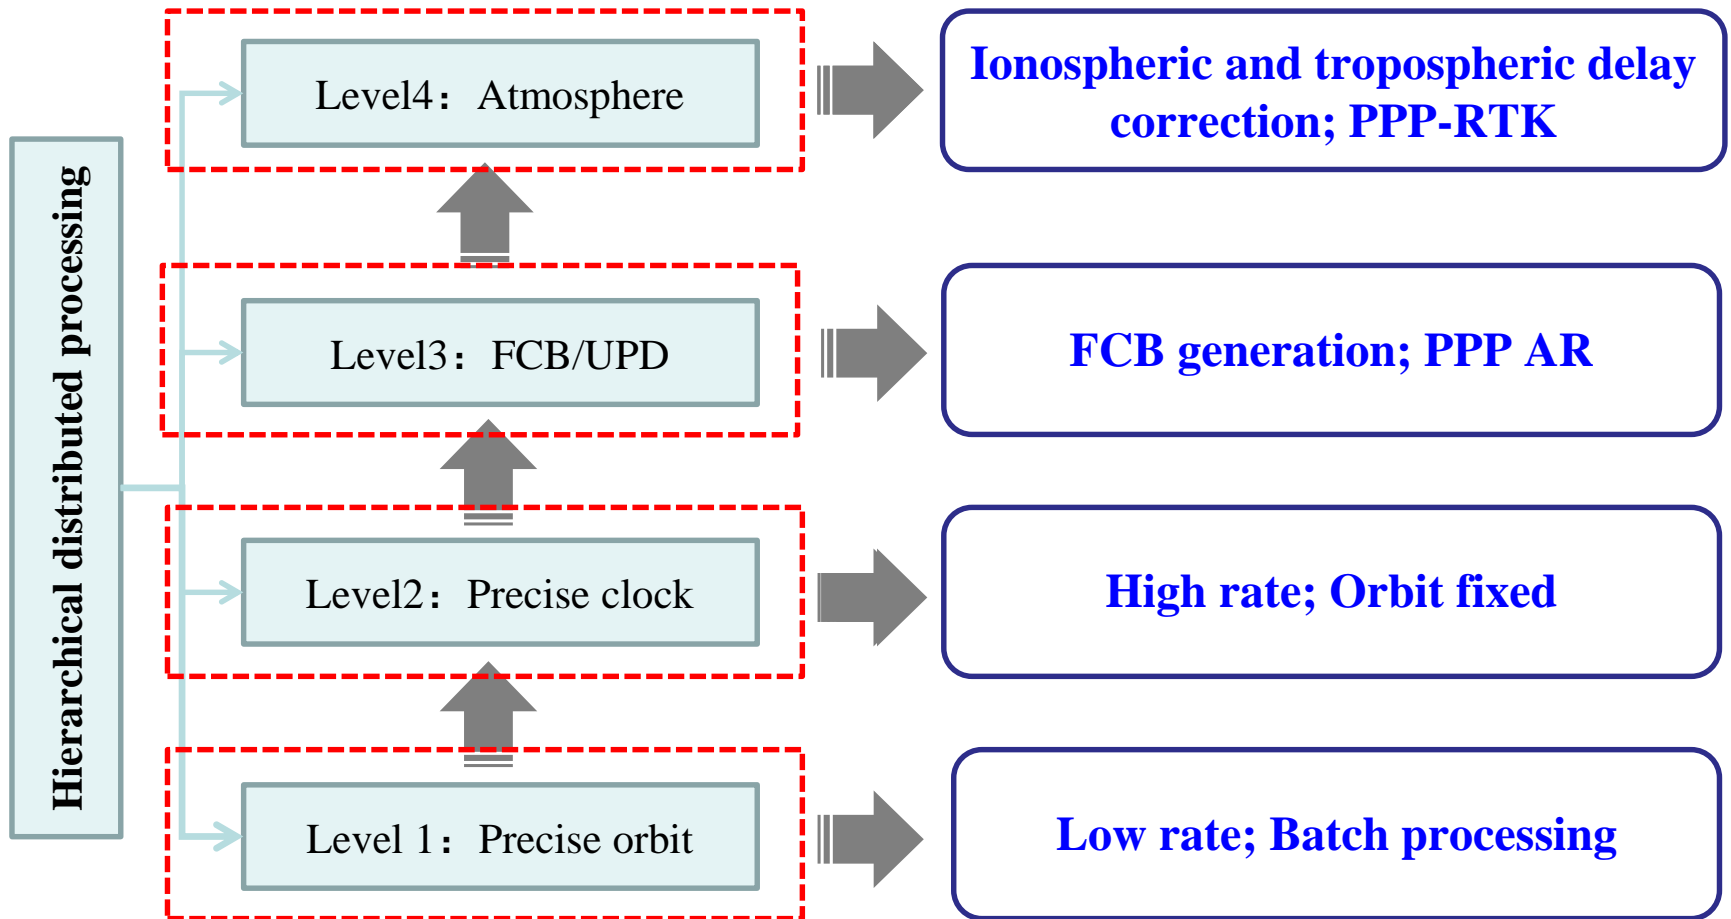 Hierarchical distributed processing
Level4：Atmosphere
Ionospheric and tropospheric delay
correction; PPP-RTK
Level3：FCB/UPD
FCB generation; PPP AR
Level2：Precise clock
High rate; Orbit fixed
Level 1：Precise orbit
Low rate; Batch processing